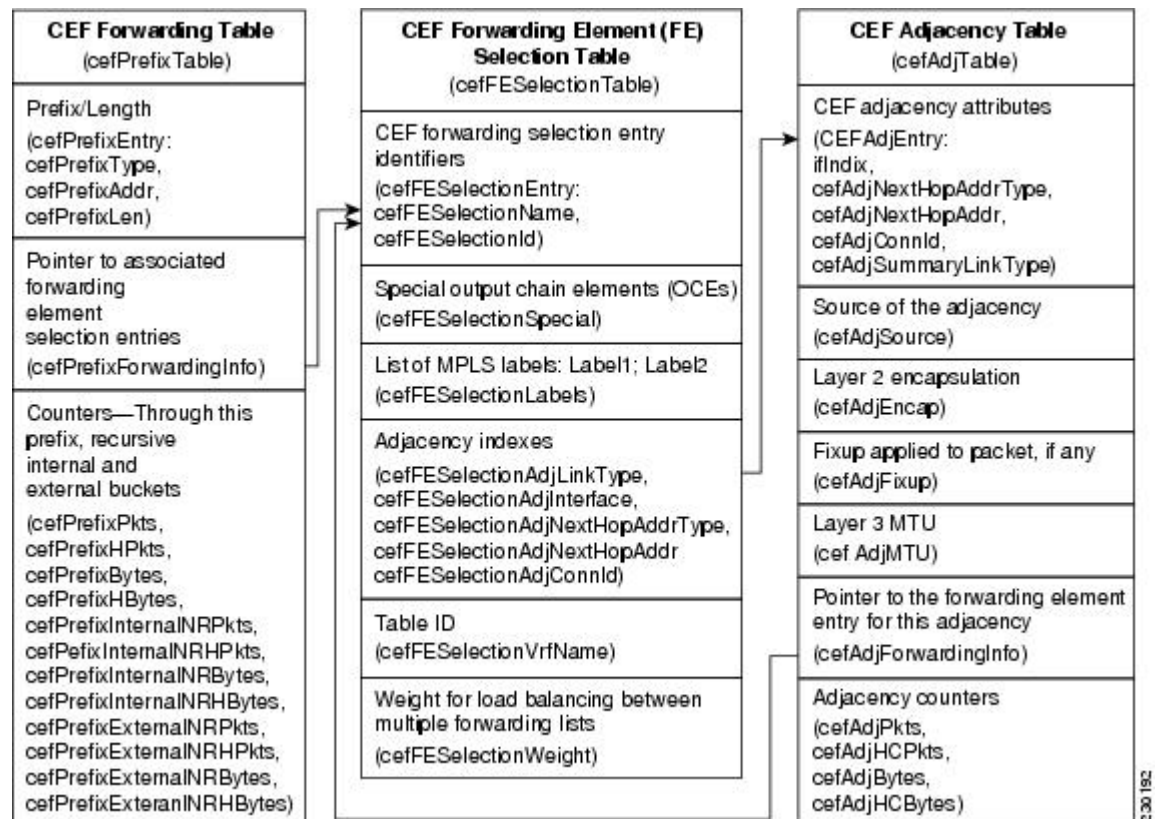 CEF Forwarding Table
(cefPrefixTable)
Prefix/Length
(cefPrefixEntry:
cefPrefixType,
cefPrefixAddr,
cefPrefixLen)
Pointer to associated
forwarding
element
selection entries
(cefPrefixForwardingInfo)
Counters—Through this
prefix, recursive
internal and
external buckets
(cefPrefixPkts,
cefPrefixHPkts,
cefPrefixBytes,
cefPrefixHBytes,
cefPrefixInternalNRPkts,
cefPefixInternalNRHPkts,
cefPrefixInternalNRBytes,
cefPrefixInternalNRHBytes,
cefPrefixExternalNRPkts,
cefPrefixExternalNRHPkts,
cefPrefixExternalNRBytes,
cefPrefixExteranlNRHBytes)
CEF Forwarding Element (FE)
Selection Table
(cefFESelectionTable)
CEF forwarding selection entry
identifiers
(cefFESelectionEntry:
cefFESelectionName,
cefFESelectionId)
Special output chain elements (OCEs)
(cefFESelectionSpecial)
List of MPLS labels: Label1; Label2
(cefFESelectionLabels)
Adjacency indexes
(cefFESelectionAdjLinkType,
cefFESelectionAdjInterface,
cefFESelectionAdjNextHopAddrType,
cefFESelectionAdjNextHopAddr
cefFESelectionAdjConnId)
Table ID
(cefFESelectionVrfName)
Weight for load balancing between
multiple forwarding lists
(cefFESelectionWeight)
CEF Adjacency Table
(cefAdjTable)
CEF adjacency attributes
(CEFAdjEntry:
ifIndix,
cefAdjNextHopAddrType,
cefAdjNextHopAddr,
cefAdjConnId,
cefAdjSummaryLinkType)
Source of the adjacency
(cefAdjSource)
Layer 2 encapsulation
(cefAdjEncap)
Fixup applied to packet, if any
(cefAdjFixup)
Layer 3 MTU
(cef AdjMTU)
Pointer to the forwarding element
entry for this adjacency
(cefAdjForwardingInfo)
Adjacency counters
(cefAdjPkts,
cefAdjHCPkts,
cefAdjBytes,
cefAdjHCBytes)
230192